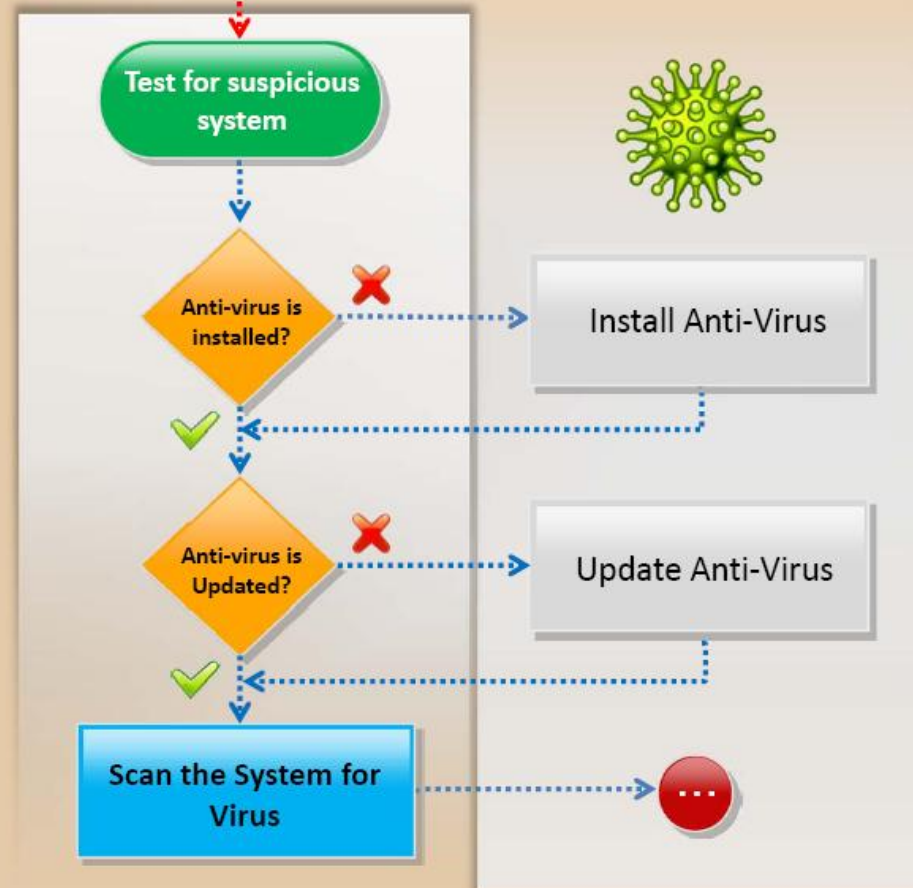 Test for suspicious
system
Anti-virus is
installed?
Install Anti-Virus
Anti-virus is
Updated?
Update Anti-Virus
Scan the System for
Virus
...